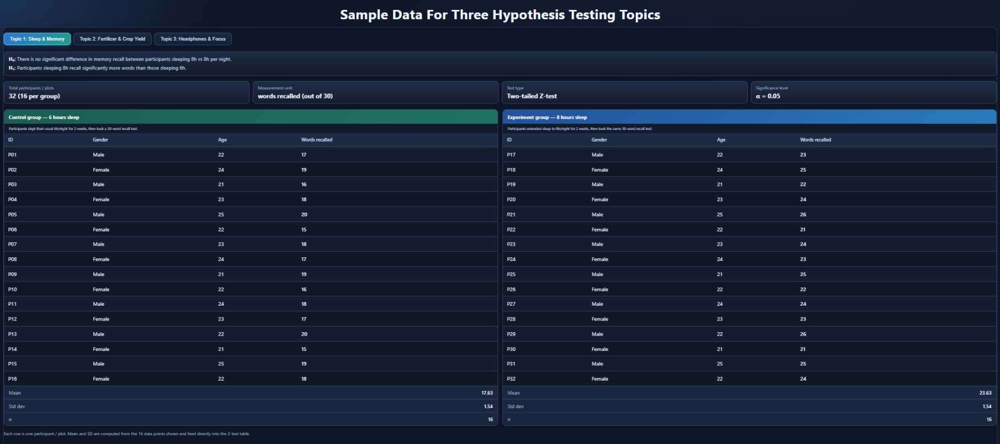 Sample Data For Three Hypothesis Testing Topics
Topic 1: Sleep & Memory Topic 2: Fertilizer & Crop Yield Topic 3: Headphones & Focus
H₀: There is no significant difference in memory recall between participants sleeping 6h vs 8h per night.
H₁: Participants sleeping 8h recall significantly more words than those sleeping 6h.
Total participants / plots
32 (16 per group)
Measurement unit
words recalled (out of 30)
Test type
Two-tailed Z-test
Significance level
α = 0.05
Control group — 6 hours sleep
Participants slept their usual 6h/night for 2 weeks, then took a 30-word recall test.
ID Gender Age Words recalled
P01 Male 22 17
P02 Female 24 19
P03 Male 21 16
P04 Female 23 18
P05 Male 25 20
P06 Female 22 15
P07 Male 23 18
P08 Female 24 17
P09 Male 21 19
P10 Female 22 16
P11 Male 24 18
P12 Female 23 17
P13 Male 22 20
P14 Female 21 15
P15 Male 25 19
P16 Female 22 18
Mean 17.63
Std dev 1.54
n 16
Experiment group — 8 hours sleep
Participants extended sleep to 8h/night for 2 weeks, then took the same 30-word recall test.
ID Gender Age Words recalled
P17 Male 22 23
P18 Female 24 25
P19 Male 21 22
P20 Female 23 24
P21 Male 25 26
P22 Female 22 21
P23 Male 23 24
P24 Female 24 23
P25 Male 21 25
P26 Female 22 22
P27 Male 24 24
P28 Female 23 23
P29 Male 22 26
P30 Female 21 21
P31 Male 25 25
P32 Female 22 24
Mean 23.63
Std dev 1.54
n 16
Each row is one participant / plot. Mean and SD are computed from the 16 data points shown and feed directly into the Z-test table.